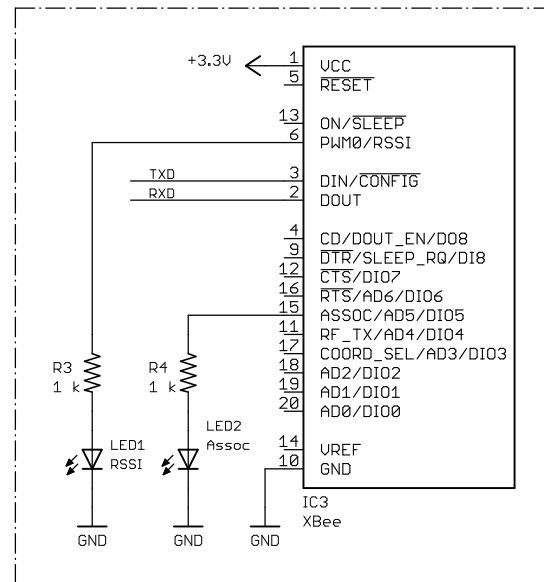 +3.3V
1 VCC
5 RESET
13 ON/SLEEP
6 PWM0/RSSI
TXD 3 DIN/CONFIG
RXD 2 DOUT
4 CD/DOUT_EN/DO8
9 DTR/SLEEP_RQ/DI8
12 CTS/DIO7
16 RTS/AD6/DIO6
15 ASSOC/AD5/DIO5
11 RF_TX/AD4/DIO4
17 COORD_SEL/AD3/DIO3
18 AD2/DIO2
19 AD1/DIO1
20 AD0/DIO0
14 VREF
10 GND
R3
1 k
R4
1 k
LED1
RSSI
LED2
Assoc
IC3
XBee
GND
GND
GND